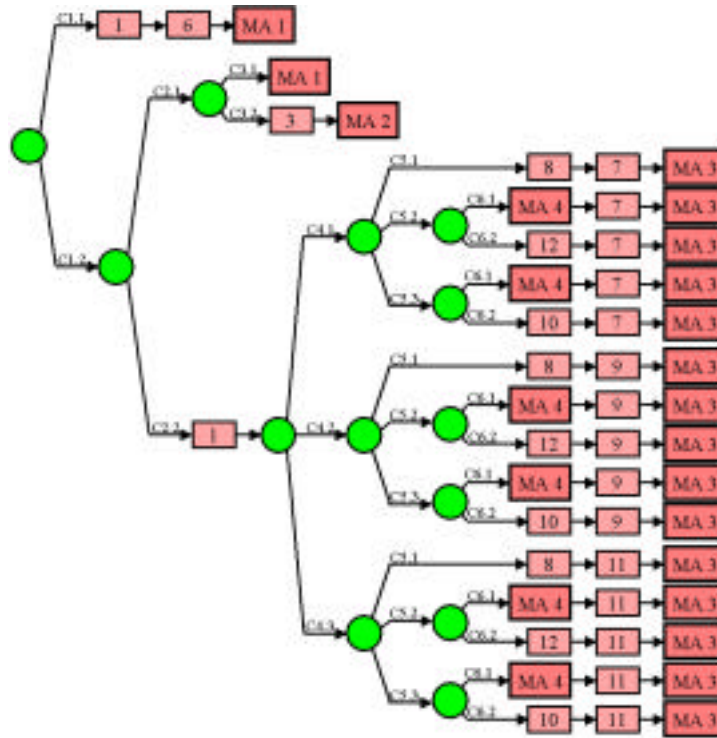 C1.1 1 6 MA 1
C3.1 MA 1
C2.1
C3.2 3 MA 2
C5.1 8 7 MA 3
C6.1 MA 4 7 MA 3
C5.2
C4.1 C6.2 12 7 MA 3
C1.2
C6.1 MA 4 7 MA 3
C5.3
C6.2 10 7 MA 3
C5.1 8 9 MA 3
C6.1 MA 4 9 MA 3
C5.2
C2.2 1 C4.2 C6.2 12 9 MA 3
C6.1 MA 4 9 MA 3
C5.3
C6.2 10 9 MA 3
C5.1 8 11 MA 3
C6.1 MA 4 11 MA 3
C5.2
C4.3 C6.2 12 11 MA 3
C6.1 MA 4 11 MA 3
C5.3
C6.2 10 11 MA 3